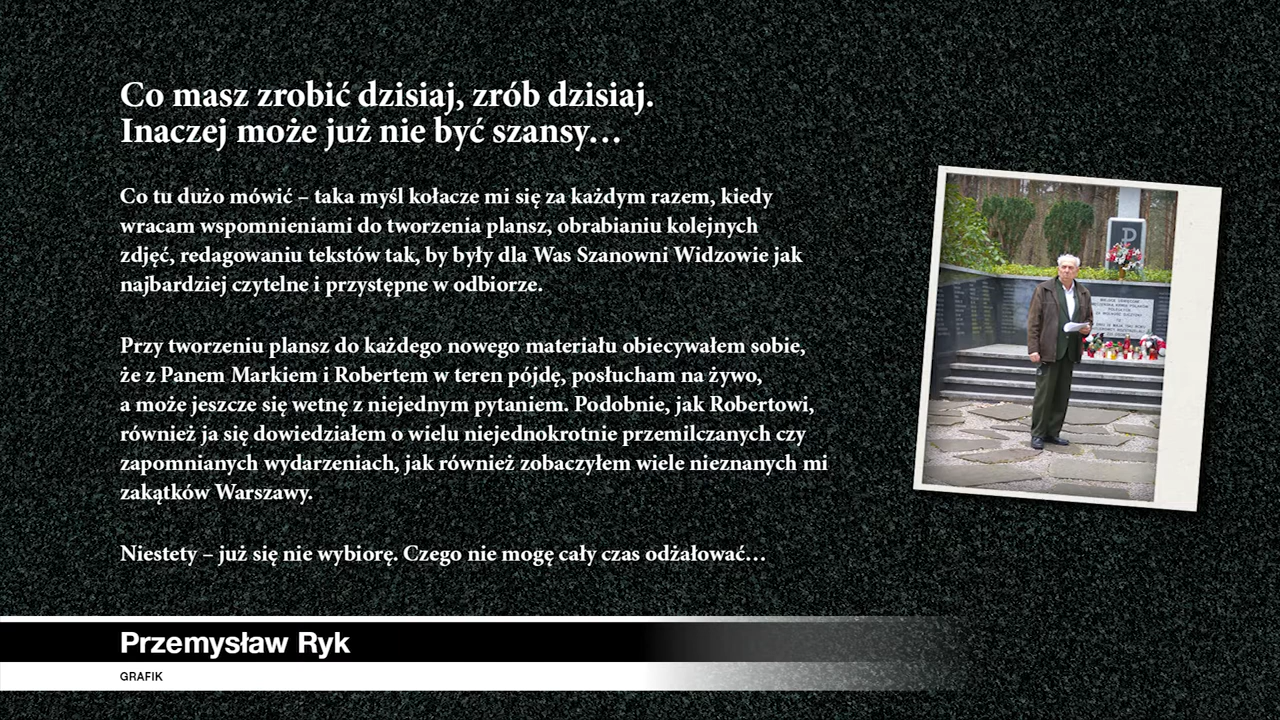 Co masz zrobić dzisiaj, zrób dzisiaj.
Inaczej może już nie być szansy…
Co tu dużo mówić – taka myśl kołacze mi się za każdym razem, kiedy
wracam wspomnieniami do tworzenia plansz, obrabianiu kolejnych
zdjęć, redagowaniu tekstów tak, by były dla Was Szanowni Widzowie jak
najbardziej czytelne i przystępne w odbiorze.
Przy tworzeniu plansz do każdego nowego materiału obiecywałem sobie,
że z Panem Markiem i Robertem w teren pójdę, posłucham na żywo,
a może jeszcze się wetnę z niejednym pytaniem. Podobnie, jak Robertowi,
również ja się dowiedziałem o wielu niejednokrotnie przemilczanych czy
zapomnianych wydarzeniach, jak również zobaczyłem wiele nieznanych mi
zakątków Warszawy.
Niestety – już się nie wybiorę. Czego nie mogę cały czas odżałować…
Przemysław Ryk
GRAFIK